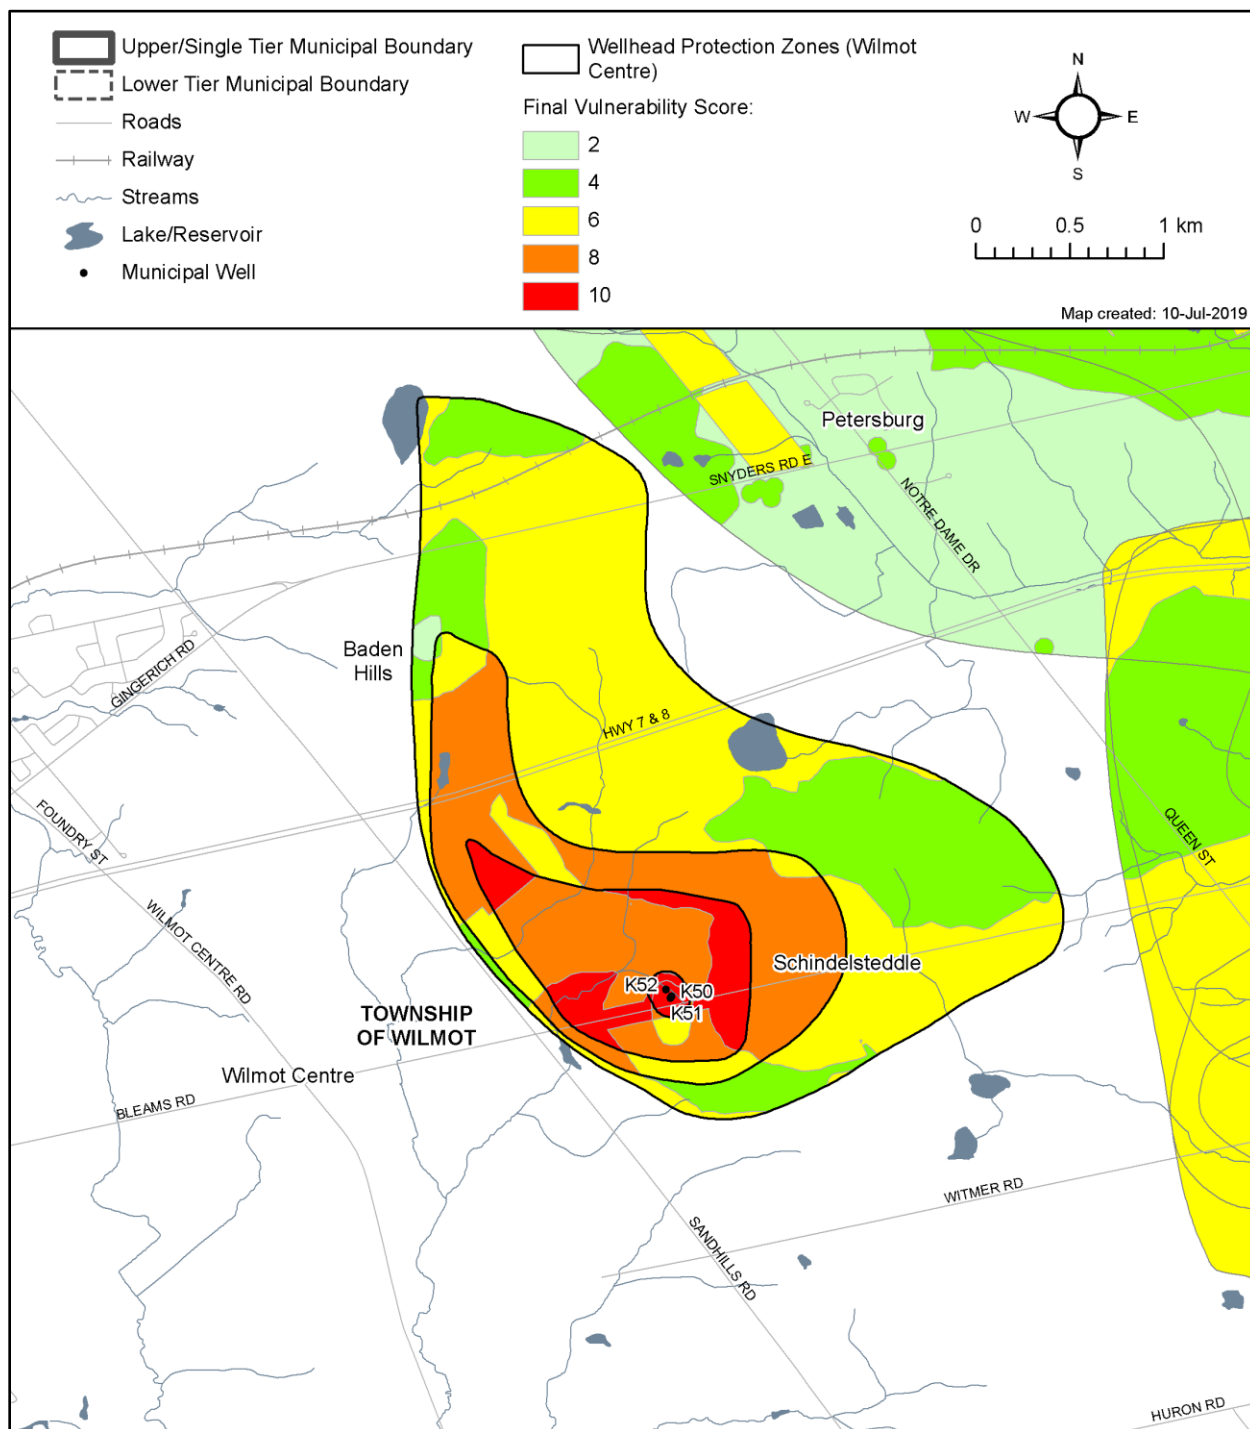 Upper/Single Tier Municipal Boundary
Lower Tier Municipal Boundary
Roads
Railway
Streams
Lake/Reservoir
Municipal Well
Wellhead Protection Zones (Wilmot
Centre)
Final Vulnerability Score:
2
4
6
8
10
N
W E
S
0 0.5 1 km
Map created: 10-Jul-2019
Petersburg
SNYDERS RD E
NOTRE DAME DR
Baden
Hills
GINGERICH RD
HWY 7 & 8
FOUNDRY ST
QUEEN ST
WILMOT CENTRE RD
Schindelsteddle
K52
K50
K51
TOWNSHIP
OF WILMOT
Wilmot Centre
BLEAMS RD
WITMER RD
SANDHILLS RD
HURON RD